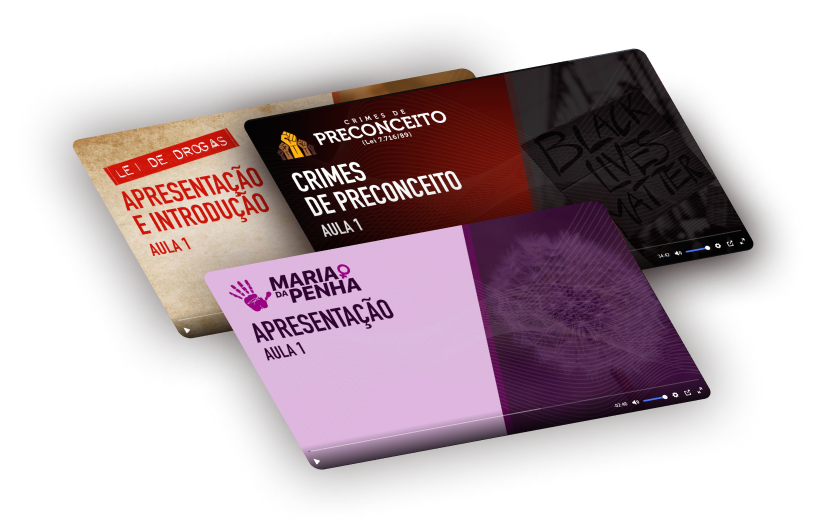 LEI DE DROGAS
APRESENTAÇÃO
E INTRODUÇÃO
AULA 1
CRIMES DE
PRECONCEITO
(Lei 7.716/89)
CRIMES
DE PRECONCEITO
AULA 1
BLACK
LIVES
MATTER
MARIA
DA PENHA
APRESENTAÇÃO
AULA 1